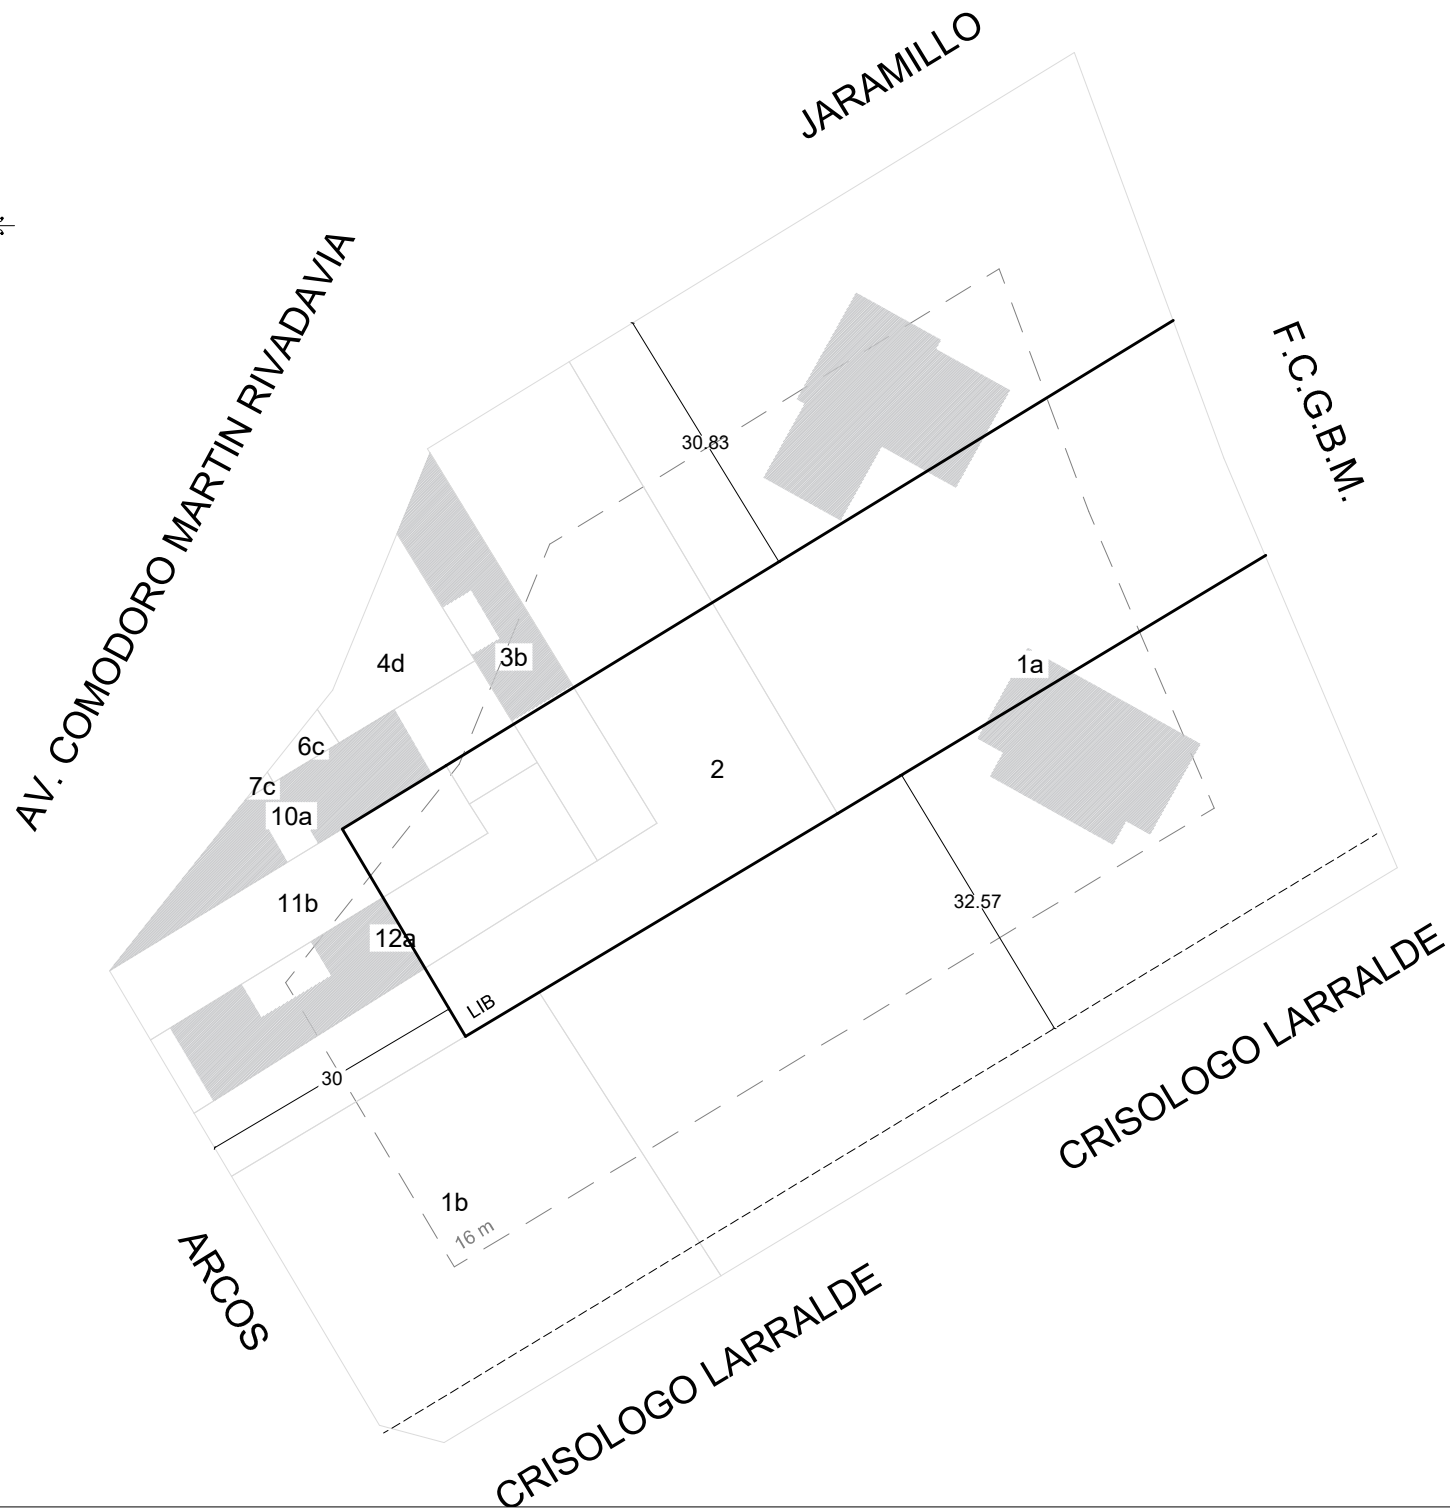 JARAMILLO
AV. COMODORO MARTIN RIVADAVIA
F.C.G.B.M.
30.83
3b
4d
1a
6c
2
7c
10a
11b
32.57
12a
LIB
30
1b
16 m
CRISOLOGO LARRALDE
ARCOS
CRISOLOGO LARRALDE